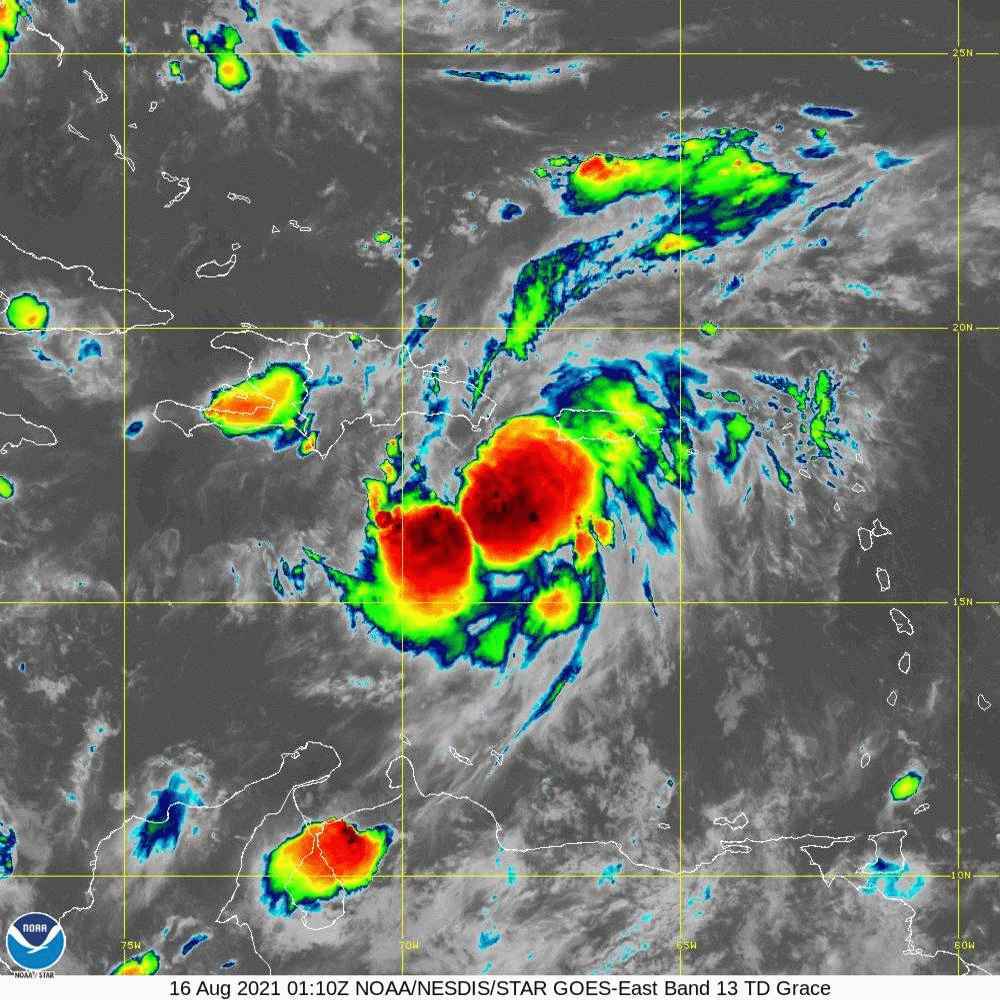 25N
20N
15N
10N
75W 70W 65W 60W
NOAA
NOAA / STAR
16 Aug 2021 01:10Z NOAA/NESDIS/STAR GOES-East Band 13 TD Grace